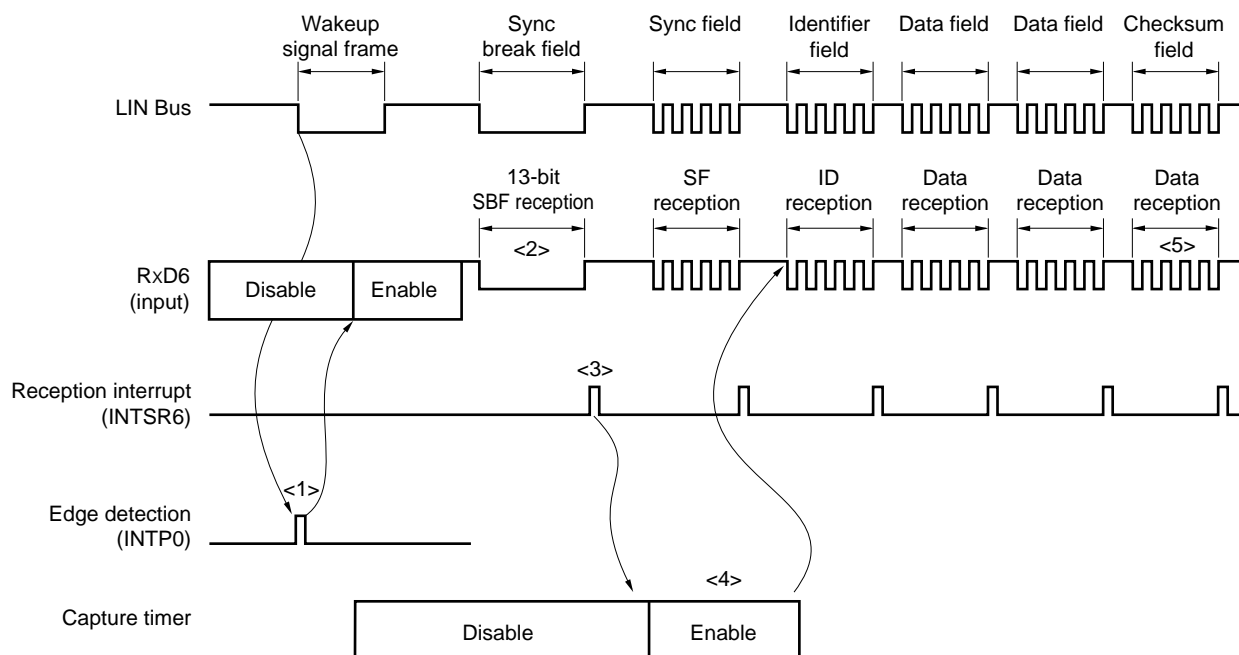 Wakeup
signal frame
Sync
break field
Sync field
Identifier
field
Data field
Data field
Checksum
field
LIN Bus
13-bit
SBF reception
SF
reception
ID
reception
Data
reception
Data
reception
Data
reception
<2>
<5>
RxD6
(input)
Disable
Enable
Reception interrupt
(INTSR6)
<3>
Edge detection
(INTP0)
<1>
Capture timer
Disable
Enable
<4>